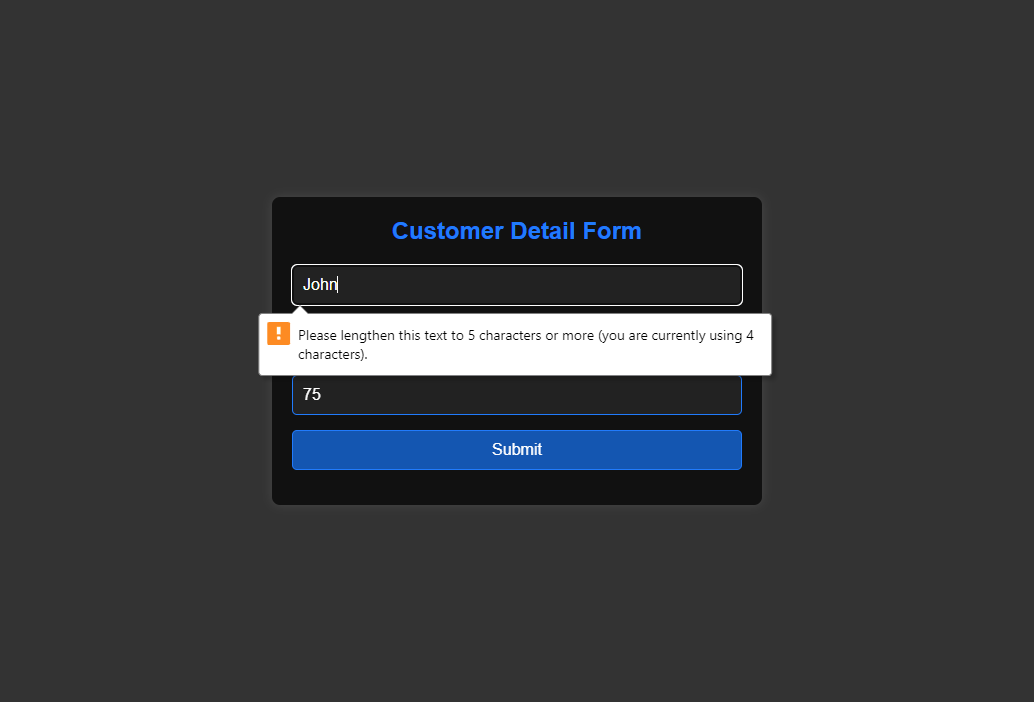 Customer Detail Form
John
Please lengthen this text to 5 characters or more (you are currently using 4
characters).
75
Submit